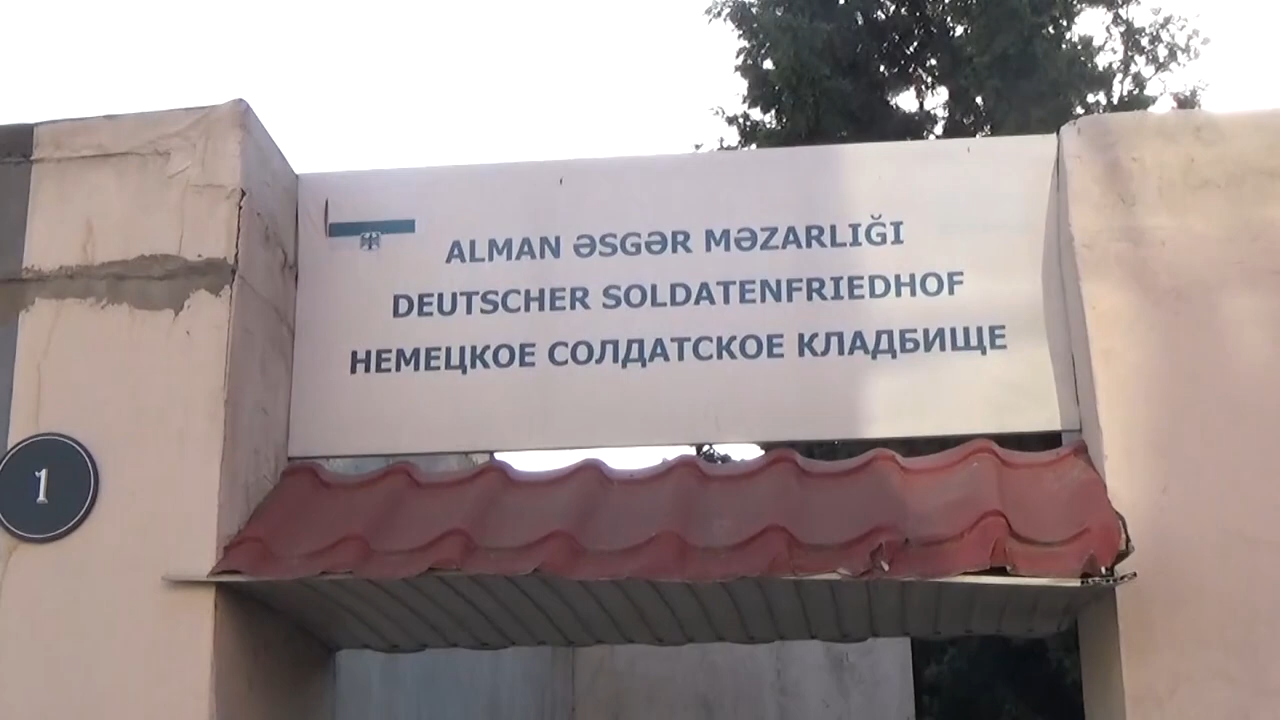 ALMAN ƏSGƏR MƏZARLIĞI
DEUTSCHER SOLDATENFRIEDHOF
НЕМЕЦКОЕ СОЛДАТСКОЕ КЛАДБИЩЕ
1